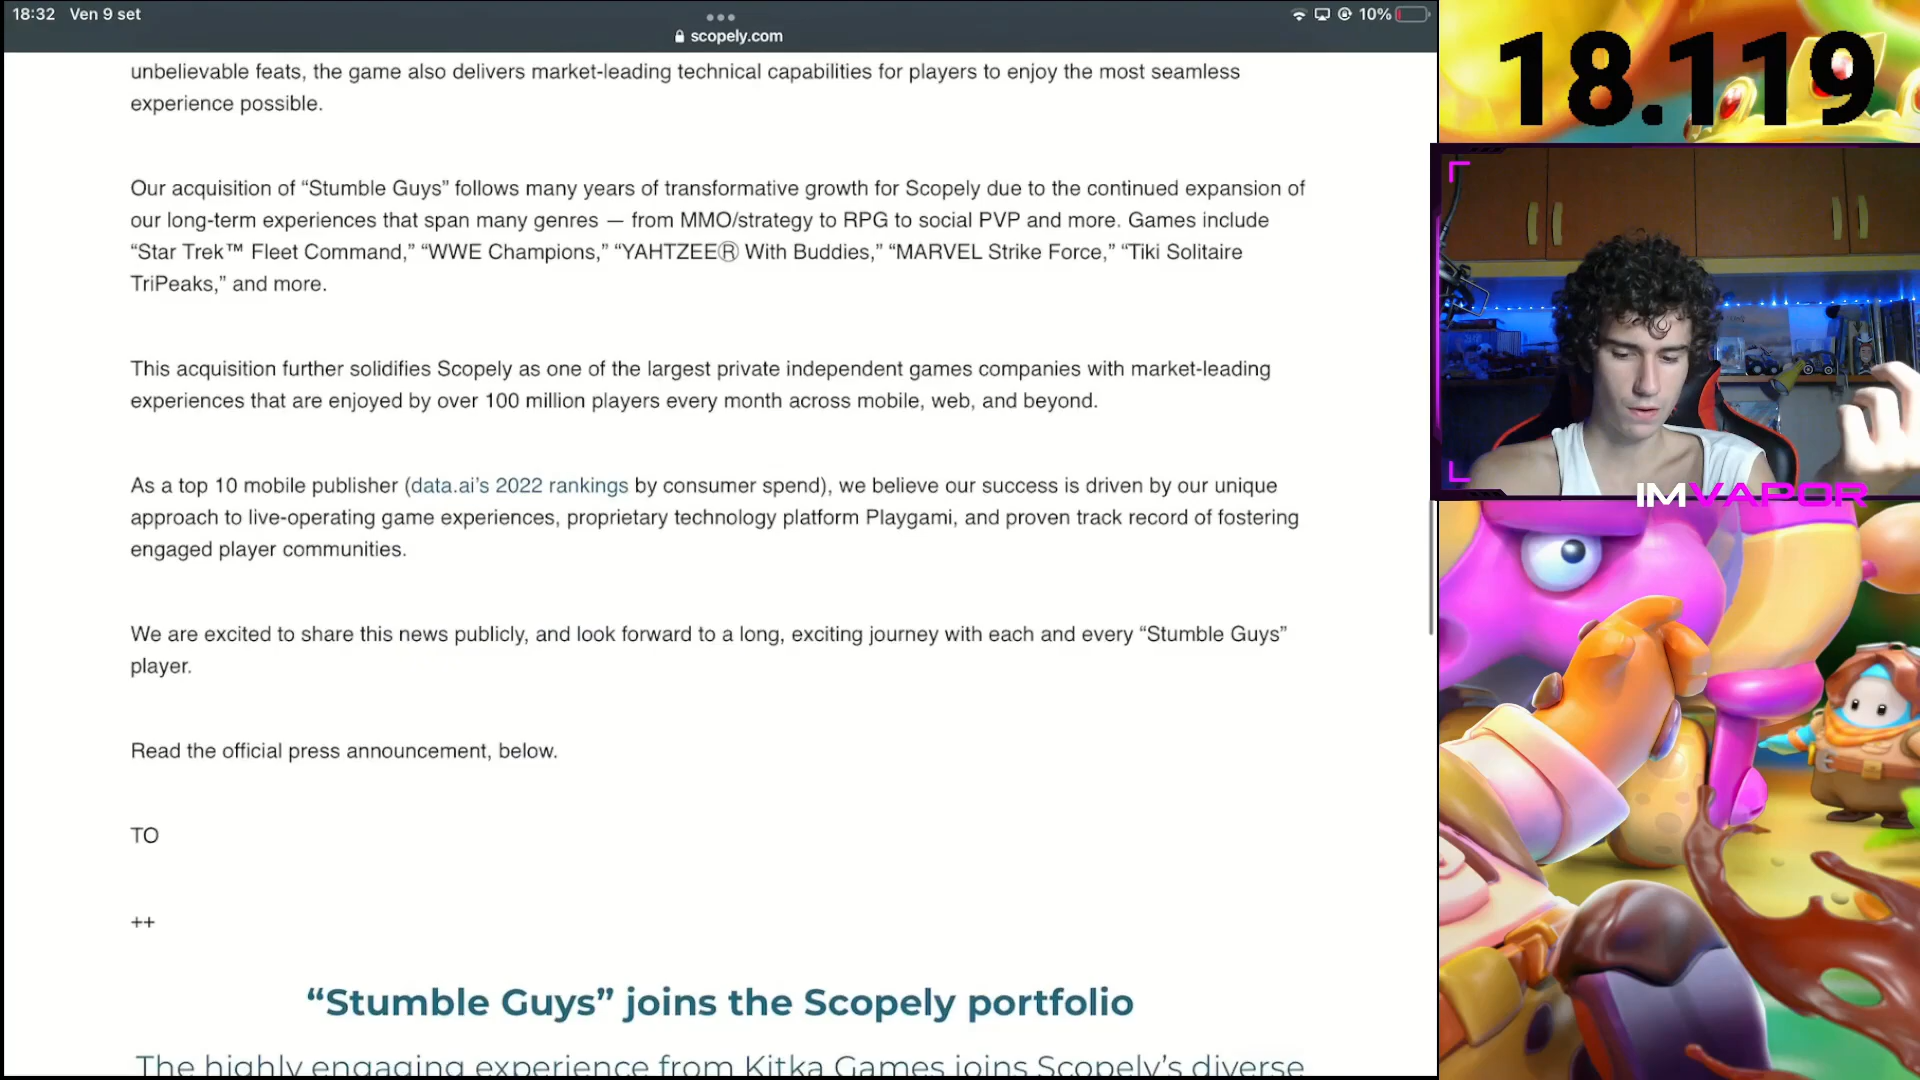 18:32 Ven 9 set
10%
scopely.com
18.119
unbelievable feats, the game also delivers market-leading technical capabilities for players to enjoy the most seamless
experience possible.
Our acquisition of “Stumble Guys” follows many years of transformative growth for Scopely due to the continued expansion of
our long-term experiences that span many genres — from MMO/strategy to RPG to social PVP and more. Games include
“Star Trek™ Fleet Command,” “WWE Champions,” “YAHTZEEⓇ With Buddies,” “MARVEL Strike Force,” “Tiki Solitaire
TriPeaks,” and more.
This acquisition further solidifies Scopely as one of the largest private independent games companies with market-leading
experiences that are enjoyed by over 100 million players every month across mobile, web, and beyond.
As a top 10 mobile publisher (data.ai’s 2022 rankings by consumer spend), we believe our success is driven by our unique
approach to live-operating game experiences, proprietary technology platform Playgami, and proven track record of fostering
engaged player communities.
IMVAPOR
We are excited to share this news publicly, and look forward to a long, exciting journey with each and every “Stumble Guys”
player.
Read the official press announcement, below.
TO
++
“Stumble Guys” joins the Scopely portfolio
The highly engaging experience from Kitka Games joins Scopely’s diverse